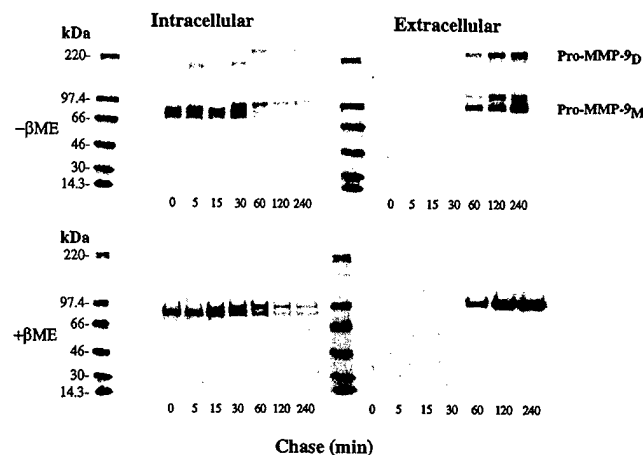 Intracellular
Extracellular
kDa
220-
97.4-
66-
46-
30-
14.3-
−βME
Pro-MMP-9D
Pro-MMP-9M
0 5 15 30 60 120 240
0 5 15 30 60 120 240
kDa
220-
97.4-
66-
46-
30-
14.3-
+βME
0 5 15 30 60 120 240
0 5 15 30 60 120 240
Chase (min)